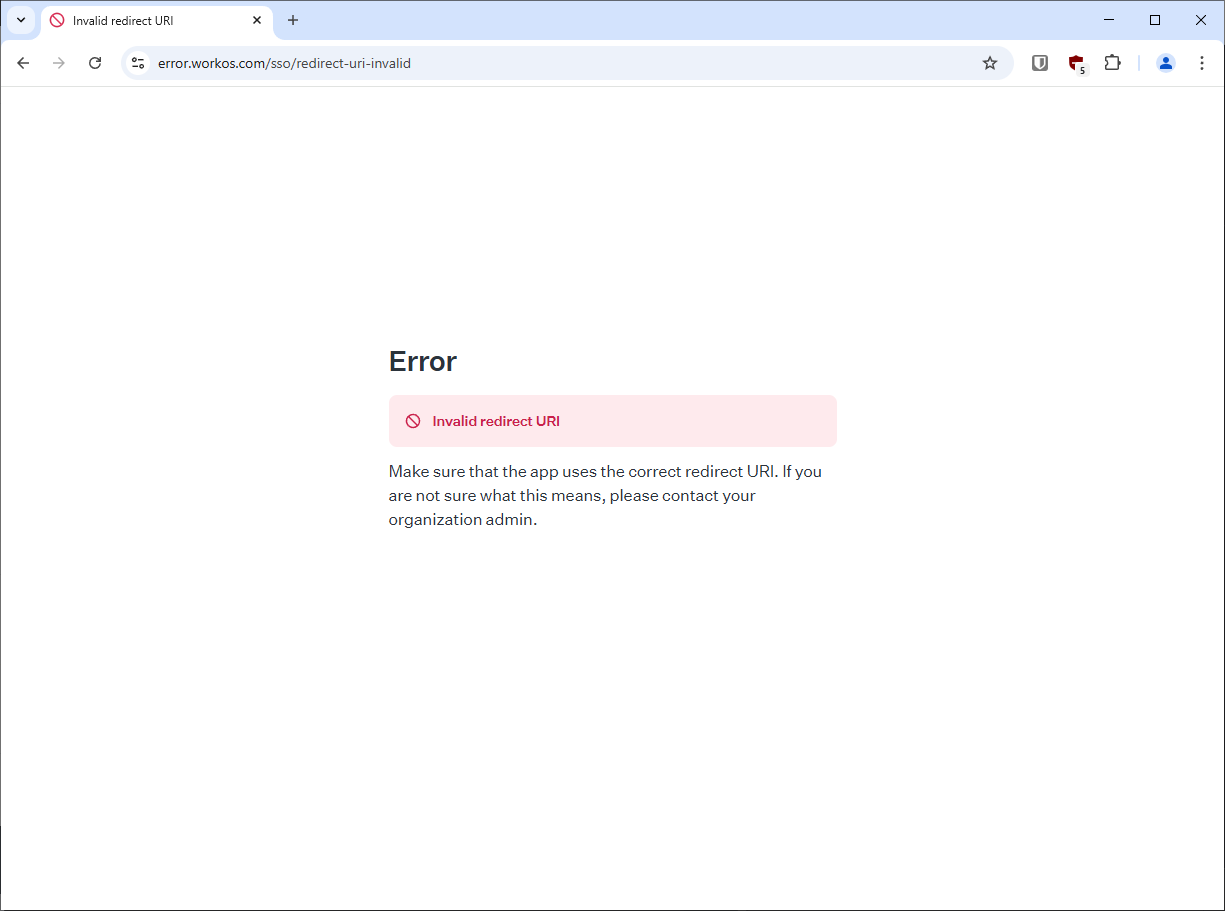 Invalid redirect URI
error.workos.com/sso/redirect-uri-invalid
5
Error
Invalid redirect URI
Make sure that the app uses the correct redirect URI. If you
are not sure what this means, please contact your
organization admin.